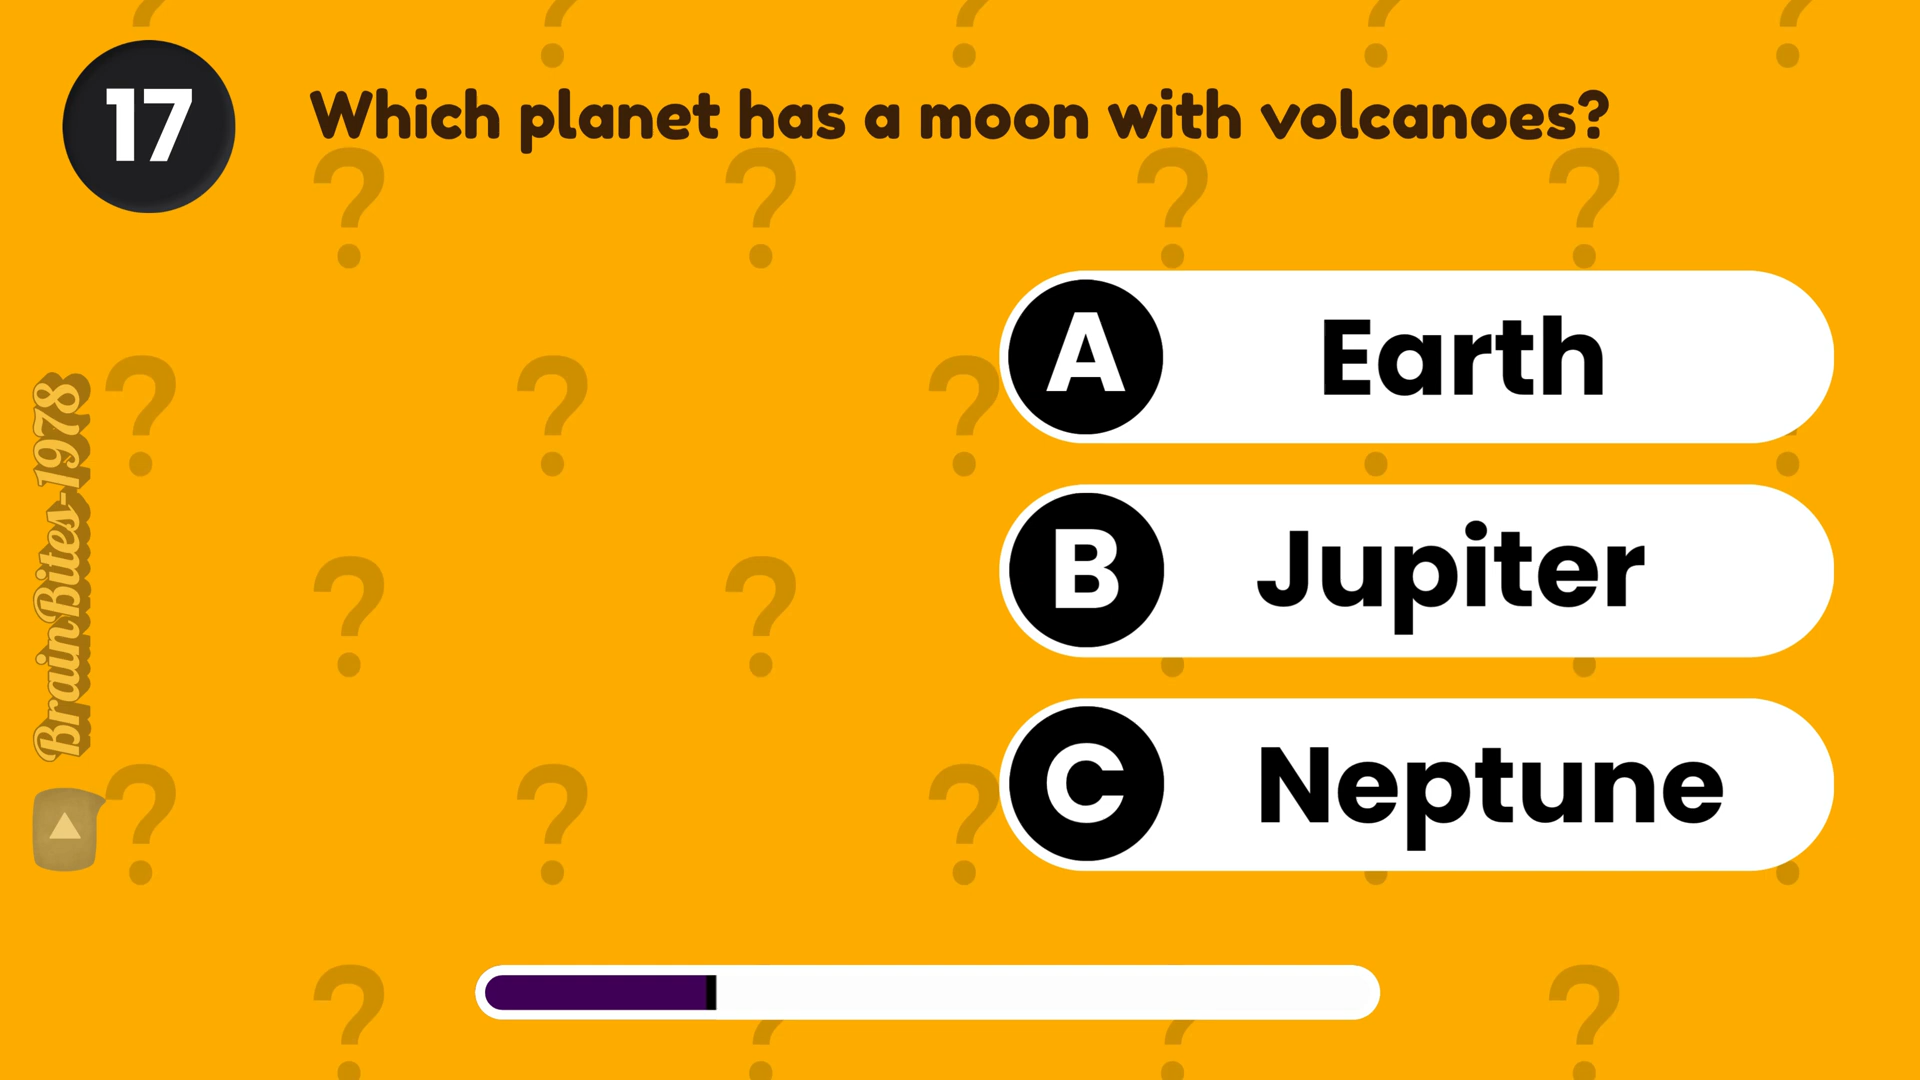 17
Which planet has a moon with volcanoes?
A Earth
B Jupiter
C Neptune
BrainBites-1978